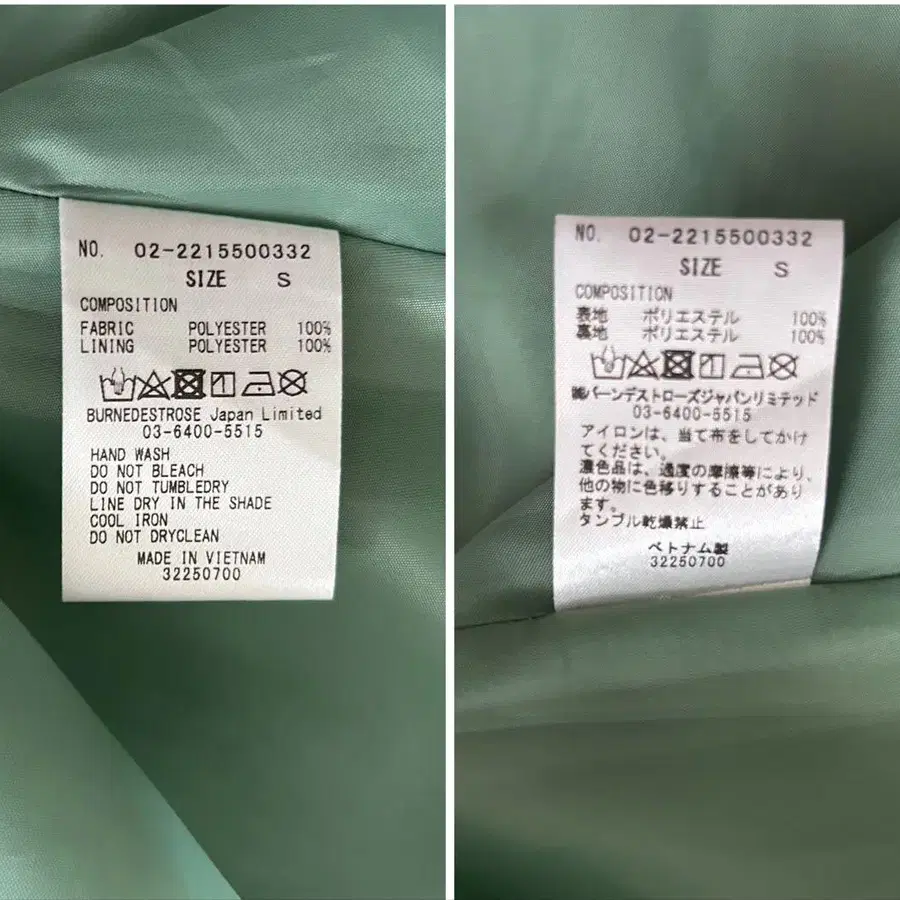 NO. 02-2215500332
SIZE S
COMPOSITION
FABRIC POLYESTER 100%
LINING POLYESTER 100%
BURNEDESTROSE Japan Limited
03-6400-5515
HAND WASH
DO NOT BLEACH
DO NOT TUMBLEDRY
LINE DRY IN THE SHADE
COOL IRON
DO NOT DRYCLEAN
MADE IN VIETNAM
32250700
NO. 02-2215500332
SIZE S
COMPOSITION
表地 ポリエステル 100%
裏地 ポリエステル 100%
㈱バーンデストローズジャパンリミテッド
03-6400-5515
アイロンは、当て布をしてかけ
てください。
濃色品は、過度の摩擦等により、
他の物に色移りすることがあり
ます。
タンブル乾燥禁止
ベトナム製
32250700